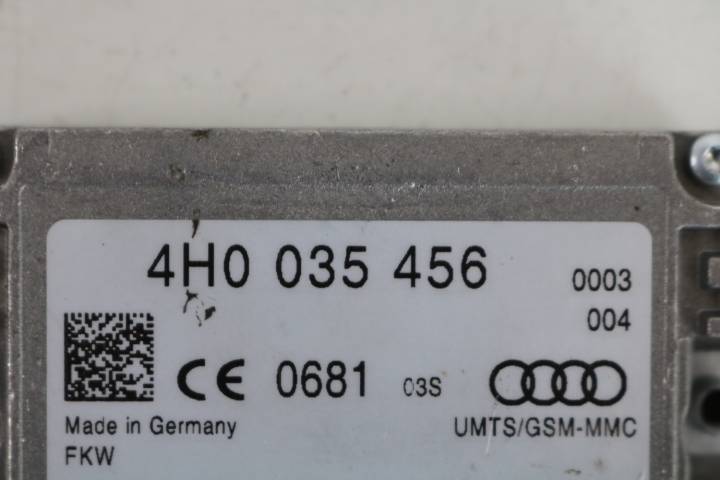 4H0 035 456 0003
004
CE 0681 03S
Made in Germany UMTS/GSM-MMC
FKW